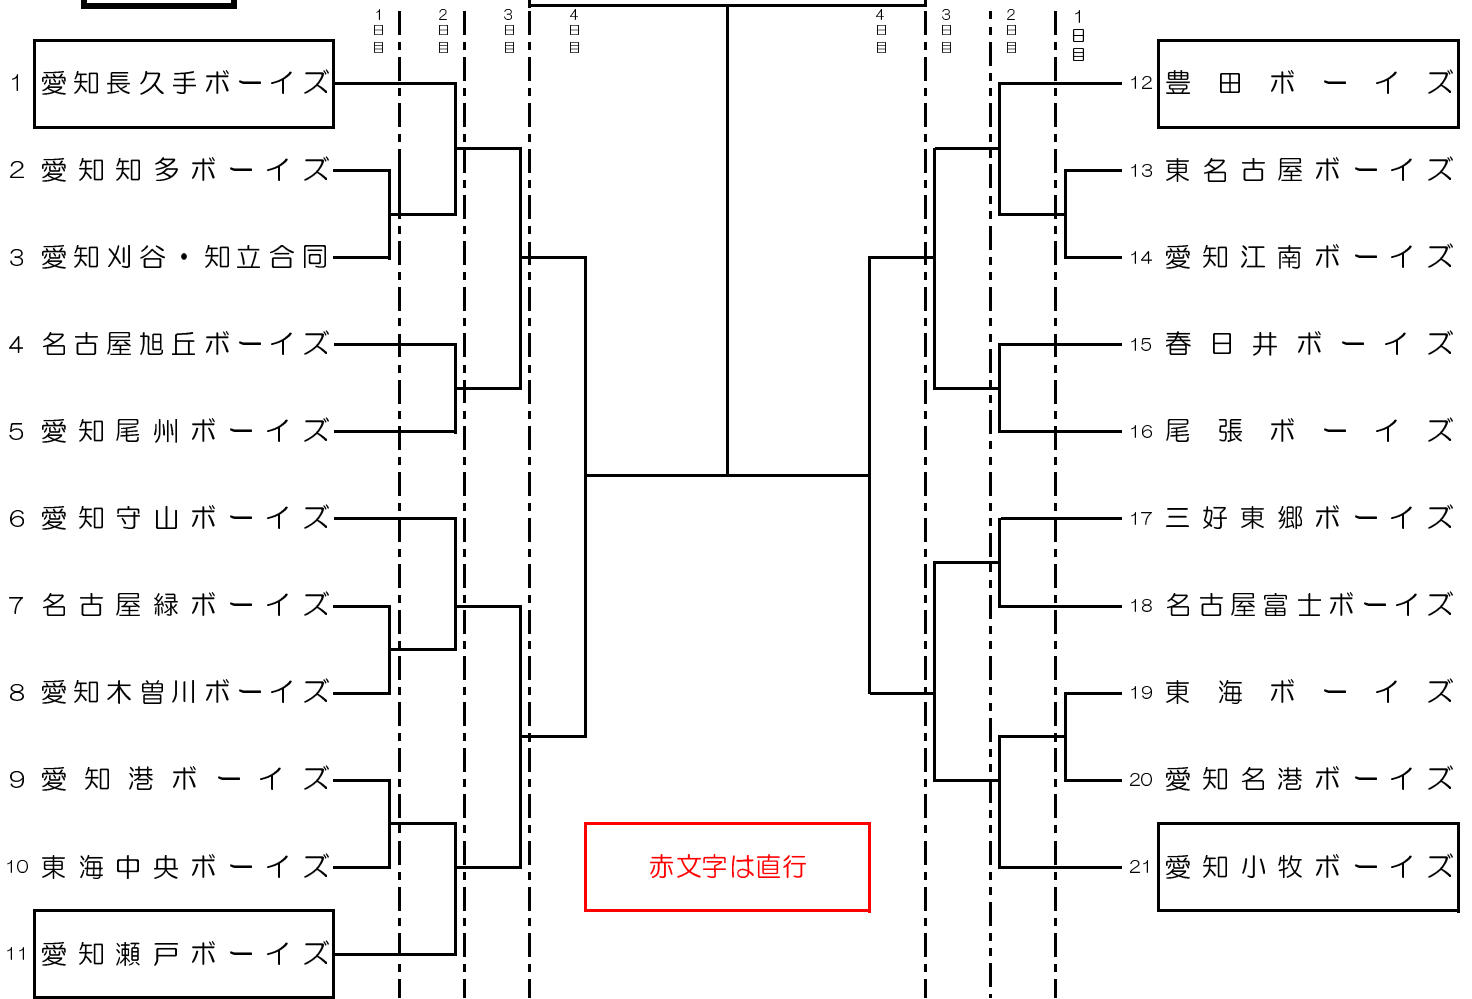 1日目 2日目 3日目 4日目 4日目 3日目 2日目 1日目
1 愛知長久手ボーイズ
2 愛知知多ボーイズ
3 愛知刈谷・知立合同
4 名古屋旭丘ボーイズ
5 愛知尾州ボーイズ
6 愛知守山ボーイズ
7 名古屋緑ボーイズ
8 愛知木曽川ボーイズ
9 愛知港ボーイズ
10 東海中央ボーイズ
11 愛知瀬戸ボーイズ
12 豊田ボーイズ
13 東名古屋ボーイズ
14 愛知江南ボーイズ
15 春日井ボーイズ
16 尾張ボーイズ
17 三好東郷ボーイズ
18 名古屋富士ボーイズ
19 東海ボーイズ
20 愛知名港ボーイズ
21 愛知小牧ボーイズ
赤文字は直行